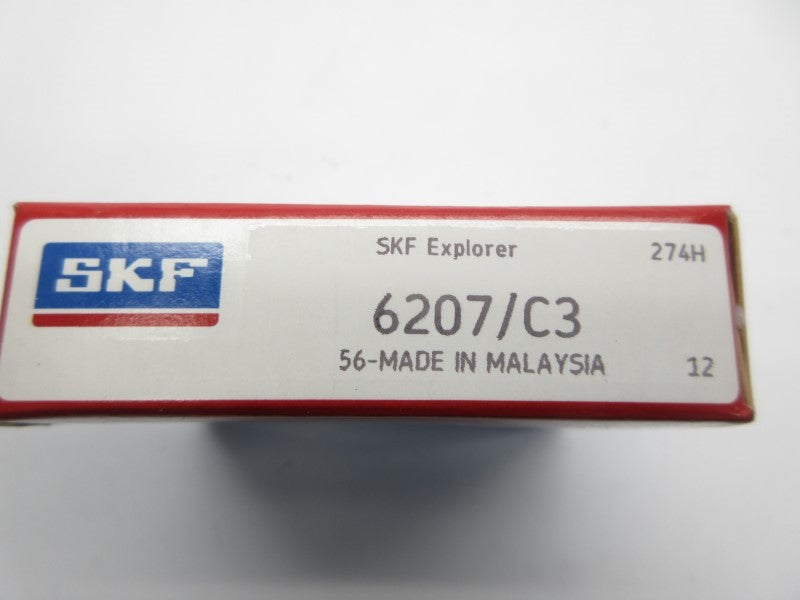 SKF
SKF Explorer
274H
6207/C3
56-MADE IN MALAYSIA
12